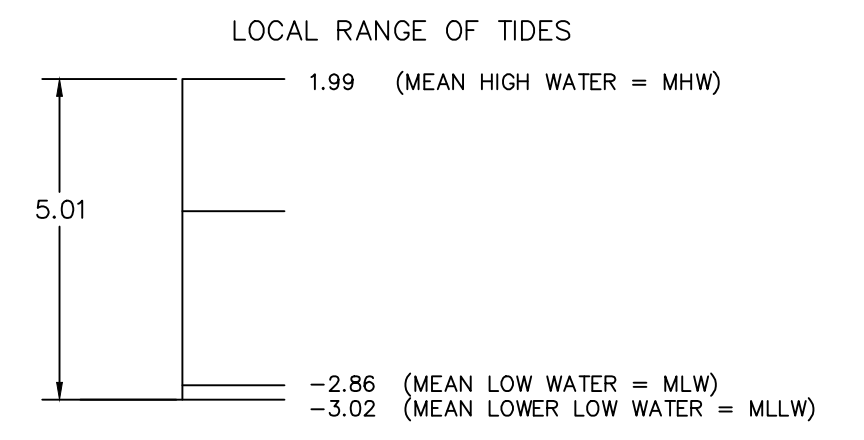 LOCAL RANGE OF TIDES
1.99 (MEAN HIGH WATER = MHW)
5.01
-2.86 (MEAN LOW WATER = MLW)
-3.02 (MEAN LOWER LOW WATER = MLLW)